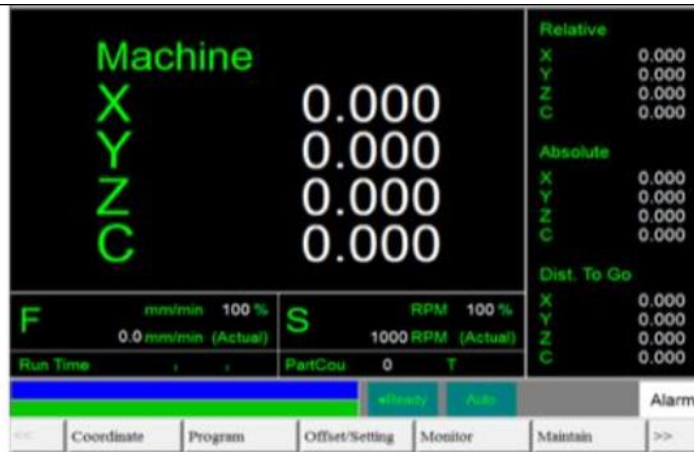 Machine
X 0.000
Y 0.000
Z 0.000
C 0.000
Relative
X 0.000
Y 0.000
Z 0.000
C 0.000
Absolute
X 0.000
Y 0.000
Z 0.000
C 0.000
Dist. To Go
X 0.000
Y 0.000
Z 0.000
C 0.000
F mm/min 100 %
0.0 mm/min (Actual)
S RPM 100 %
1000 RPM (Actual)
Run Time : :
PartCou 0 T
Ready Auto Alarm
<< Coordinate Program Offset/Setting Monitor Maintain >>